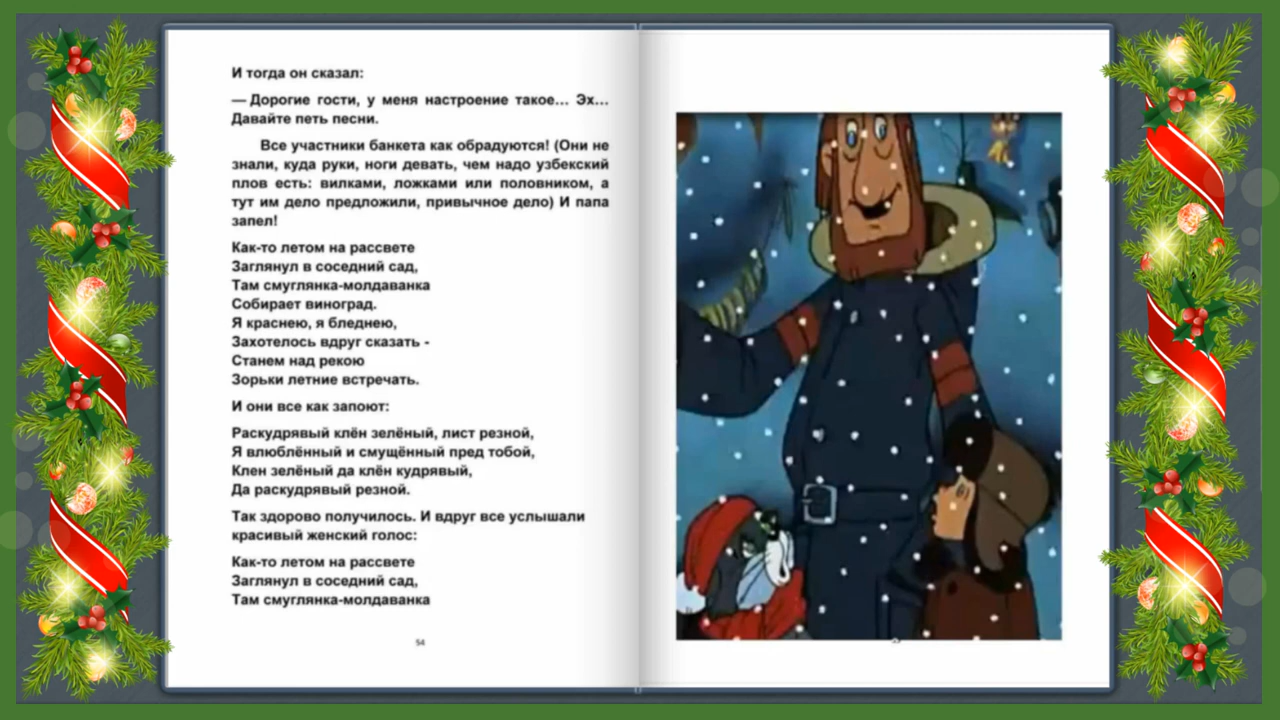 И тогда он сказал:
— Дорогие гости, у меня настроение такое... Эх...
Давайте петь песни.
Все участники банкета как обрадуются! (Они не
знали, куда руки, ноги девать, чем надо узбекский
плов есть: вилками, ложками или половником, а
тут им дело предложили, привычное дело) И папа
запел!
Как-то летом на рассвете
Заглянул в соседний сад,
Там смуглянка-молдаванка
Собирает виноград.
Я краснею, я бледнею,
Захотелось вдруг сказать -
Станем над рекою
Зорьки летние встречать.
И они все как запоют:
Раскудрявый клён зелёный, лист резной,
Я влюблённый и смущённый пред тобой,
Клен зелёный да клён кудрявый,
Да раскудрявый резной.
Так здорово получилось. И вдруг все услышали
красивый женский голос:
Как-то летом на рассвете
Заглянул в соседний сад,
Там смуглянка-молдаванка
54